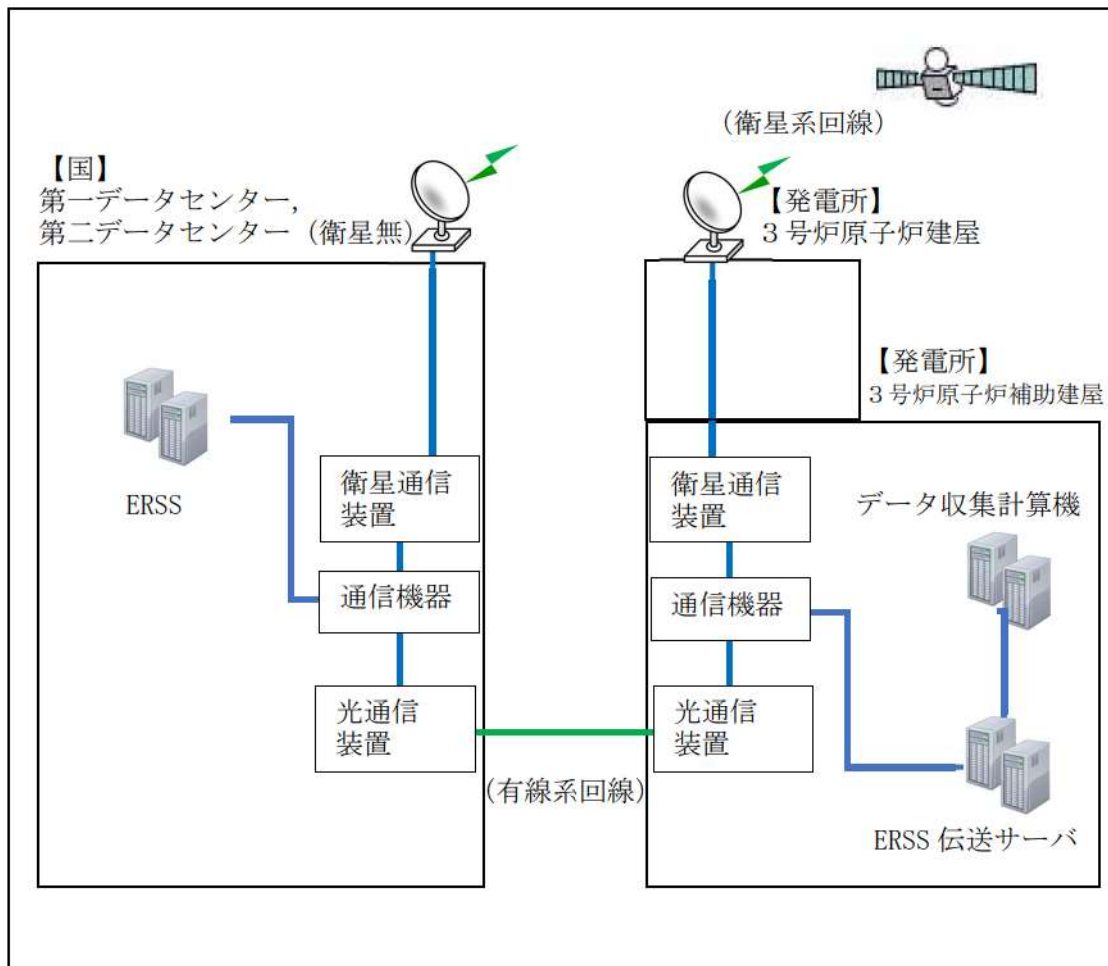 (衛星系回線)
【国】
第一データセンター,
第二データセンター (衛星無)
【発電所】
3号炉原子炉建屋
【発電所】
3号炉原子炉補助建屋
ERSS
衛星通信
装置
通信機器
光通信
装置
(有線系回線)
衛星通信
装置
通信機器
光通信
装置
データ収集計算機
ERSS 伝送サーバ